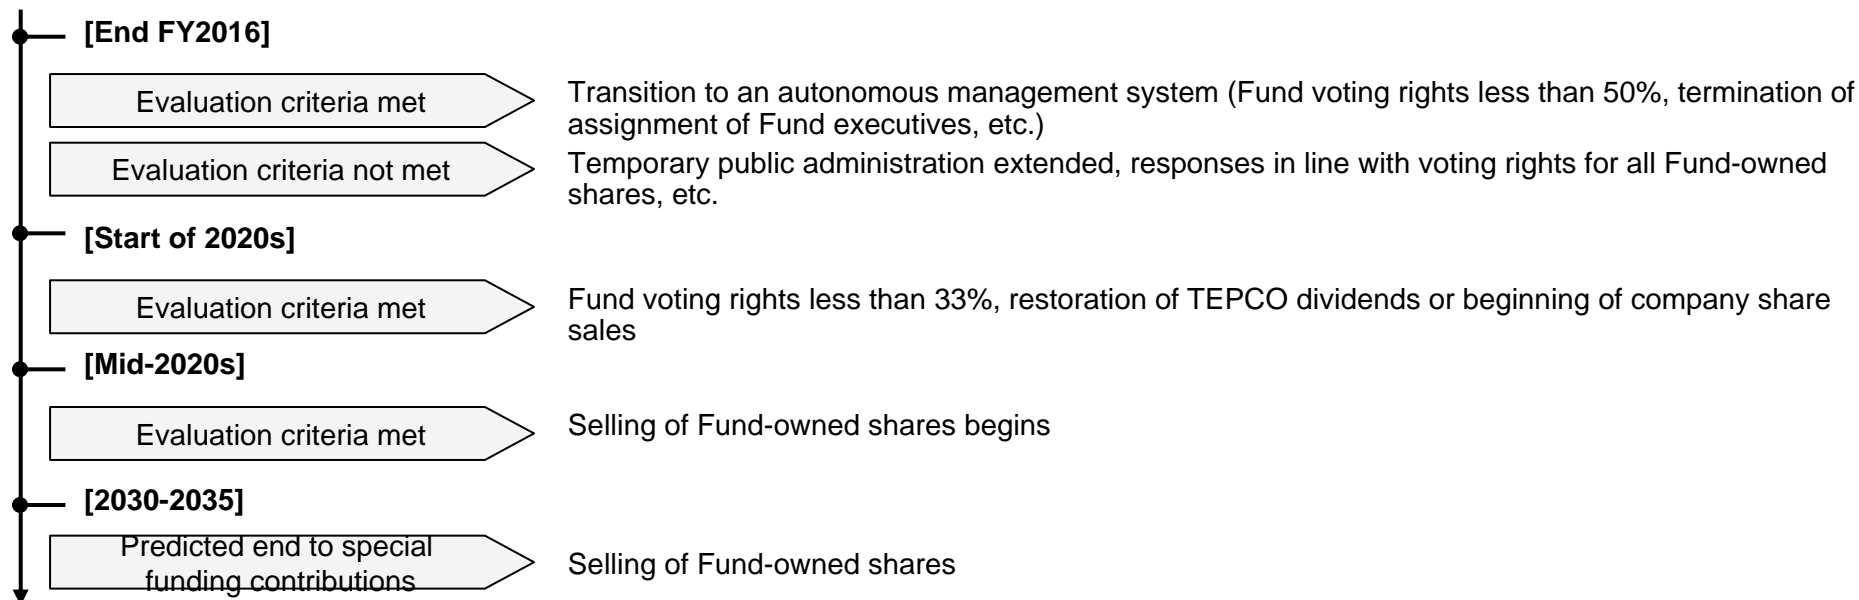 [End FY2016]
Evaluation criteria met
Transition to an autonomous management system (Fund voting rights less than 50%, termination of
assignment of Fund executives, etc.)
Evaluation criteria not met
Temporary public administration extended, responses in line with voting rights for all Fund-owned
shares, etc.
[Start of 2020s]
Evaluation criteria met
Fund voting rights less than 33%, restoration of TEPCO dividends or beginning of company share
sales
[Mid-2020s]
Evaluation criteria met
Selling of Fund-owned shares begins
[2030-2035]
Predicted end to special
funding contributions
Selling of Fund-owned shares